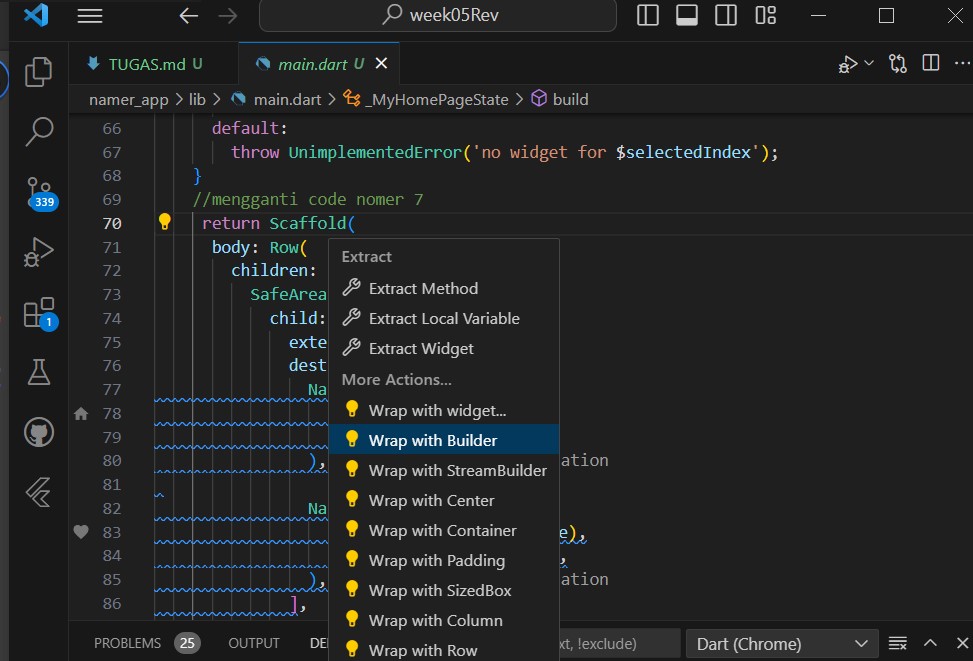 week05Rev
TUGAS.md U
main.dart U
namer_app > lib > main.dart > _MyHomePageState > build
66 default:
67 throw UnimplementedError('no widget for $selectedIndex');
68 }
69 //mengganti code nomer 7
70 return Scaffold(
71 body: Row(
72 children:
73 SafeArea
74 child:
75 exte
76 dest
77 Na
78
79
80 ), ation
81
82 Na
83 e),
84 ,
85 ), ation
86 ],
339
1
Extract
Extract Method
Extract Local Variable
Extract Widget
More Actions...
Wrap with widget...
Wrap with Builder
Wrap with StreamBuilder
Wrap with Center
Wrap with Container
Wrap with Padding
Wrap with SizedBox
Wrap with Column
Wrap with Row
PROBLEMS 25 OUTPUT DE xt, !exclude) Dart (Chrome)